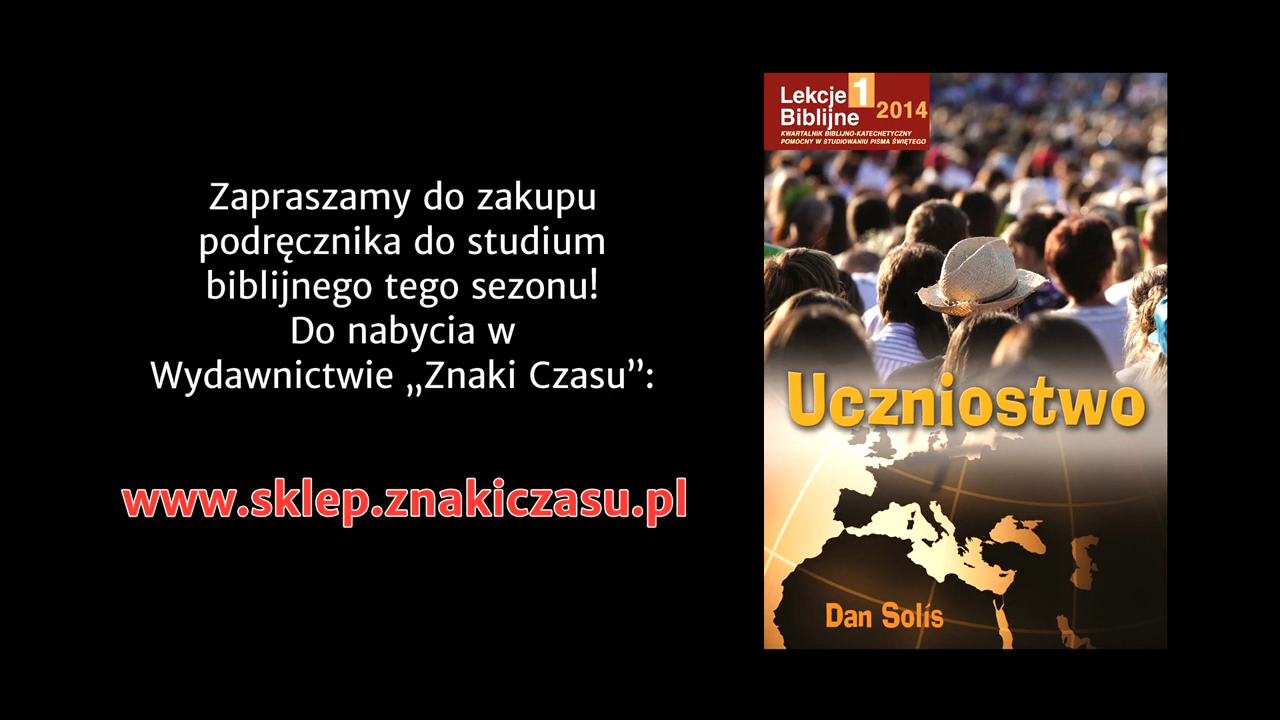 Zapraszamy do zakupu
podręcznika do studium
biblijnego tego sezonu!
Do nabycia w
Wydawnictwie „Znaki Czasu”:
www.sklep.znakiczasu.pl
Lekcje 1 2014
Biblijne
KWARTALNIK BIBLIJNO-KATECHETYCZNY
POMOCNY W STUDIOWANIU PISMA ŚWIĘTEGO
Uczniostwo
Dan Solís